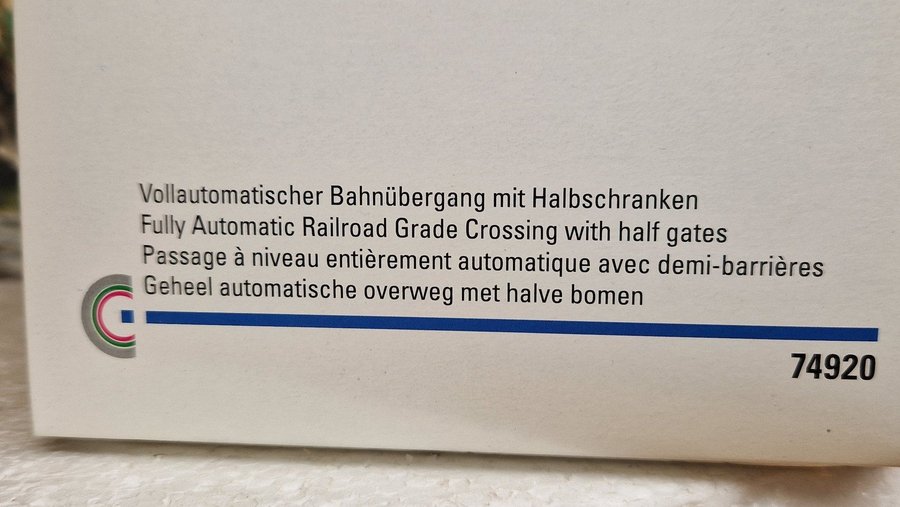 Vollautomatischer Bahnübergang mit Halbschranken
Fully Automatic Railroad Grade Crossing with half gates
Passage à niveau entièrement automatique avec demi-barrières
Geheel automatische overweg met halve bomen
74920